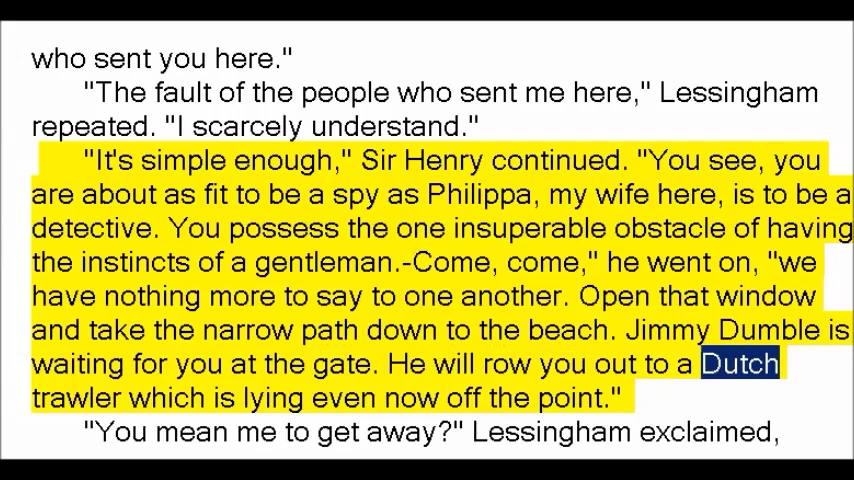 who sent you here."
"The fault of the people who sent me here," Lessingham
repeated. "I scarcely understand."
"It's simple enough," Sir Henry continued. "You see, you
are about as fit to be a spy as Philippa, my wife here, is to be a
detective. You possess the one insuperable obstacle of having
the instincts of a gentleman.-Come, come," he went on, "we
have nothing more to say to one another. Open that window
and take the narrow path down to the beach. Jimmy Dumble is
waiting for you at the gate. He will row you out to a Dutch
trawler which is lying even now off the point."
"You mean me to get away?" Lessingham exclaimed,